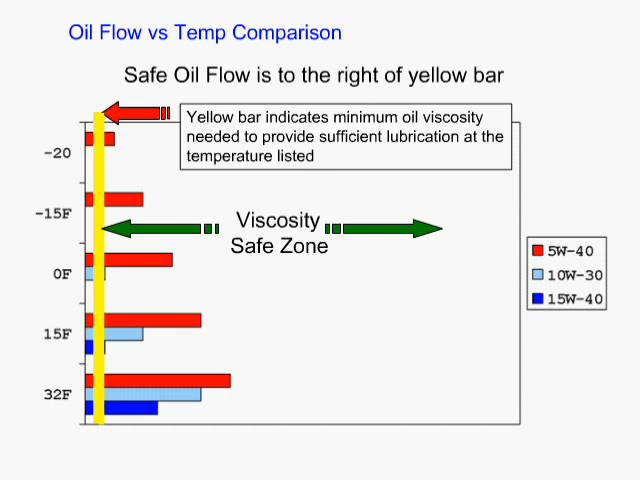 Oil Flow vs Temp Comparison
Safe Oil Flow is to the right of yellow bar
Yellow bar indicates minimum oil viscosity
needed to provide sufficient lubrication at the
temperature listed
-20
-15F
Viscosity
Safe Zone
0F
15F
32F
5W-40
10W-30
15W-40